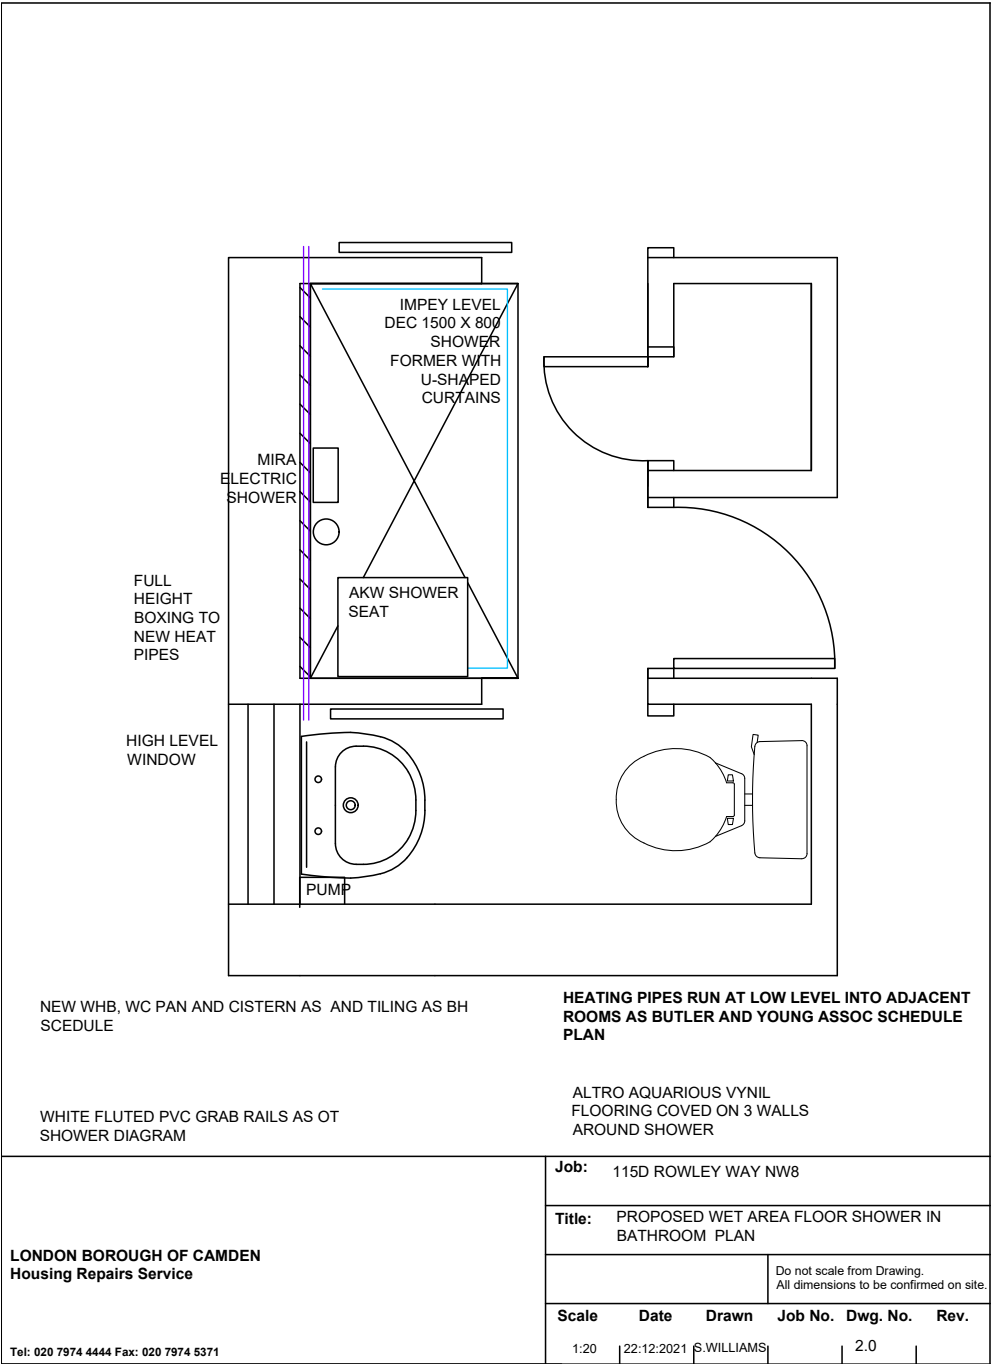 IMPEY LEVEL
DEC 1500 X 800
SHOWER
FORMER WITH
U-SHAPED
CURTAINS
MIRA
ELECTRIC
SHOWER
AKW SHOWER
SEAT
FULL
HEIGHT
BOXING TO
NEW HEAT
PIPES
HIGH LEVEL
WINDOW
PUMP
NEW WHB, WC PAN AND CISTERN AS AND TILING AS BH
SCEDULE
HEATING PIPES RUN AT LOW LEVEL INTO ADJACENT
ROOMS AS BUTLER AND YOUNG ASSOC SCHEDULE
PLAN
WHITE FLUTED PVC GRAB RAILS AS OT
SHOWER DIAGRAM
ALTRO AQUARIOUS VYNIL
FLOORING COVED ON 3 WALLS
AROUND SHOWER
LONDON BOROUGH OF CAMDEN
Housing Repairs Service
Tel: 020 7974 4444 Fax: 020 7974 5371
Job: 115D ROWLEY WAY NW8
Title: PROPOSED WET AREA FLOOR SHOWER IN
BATHROOM PLAN
Do not scale from Drawing.
All dimensions to be confirmed on site.
Scale Date Drawn Job No. Dwg. No. Rev.
1:20 22:12:2021 S.WILLIAMS 2.0